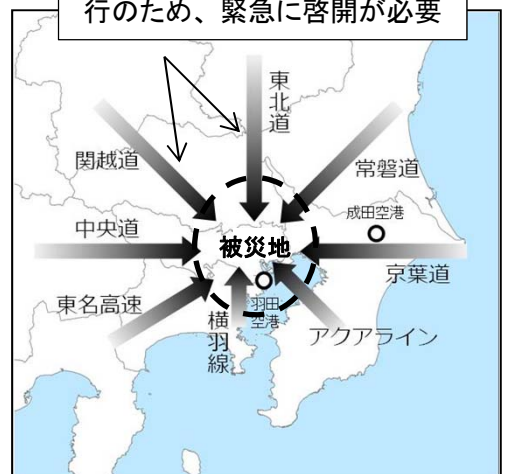 行のため、緊急に啓開が必要
東北道
関越道
常磐道
成田空港
中央道
被災地
京葉道
羽田
空港
東名高速
横羽線
アクアライン